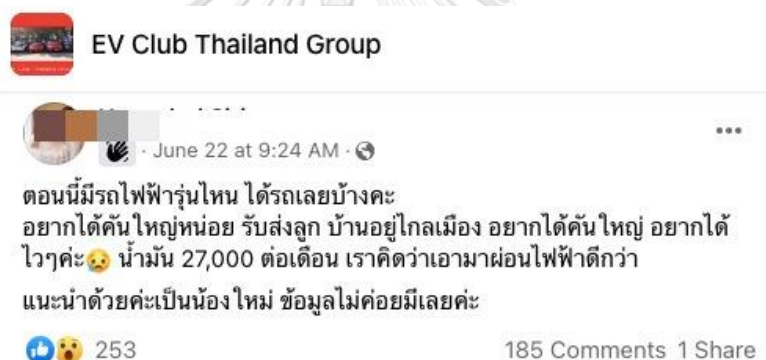 EV Club Thailand Group
June 22 at 9:24 AM ·
ตอนนี้มีรถไฟฟ้ารุ่นไหน ได้รถเลยบ้างคะ
อยากได้คันใหญ่หน่อย รับส่งลูก บ้านอยู่ไกลเมือง อยากได้คันใหญ่ อยากได้
ไวๆค่ะ😥 น้ำมัน 27,000 ต่อเดือน เราคิดว่าเอามาผ่อนไฟฟ้าดีกว่า
แนะนำด้วยค่ะเป็นน้องใหม่ ข้อมูลไม่ค่อยมีเลยค่ะ
253
185 Comments 1 Share